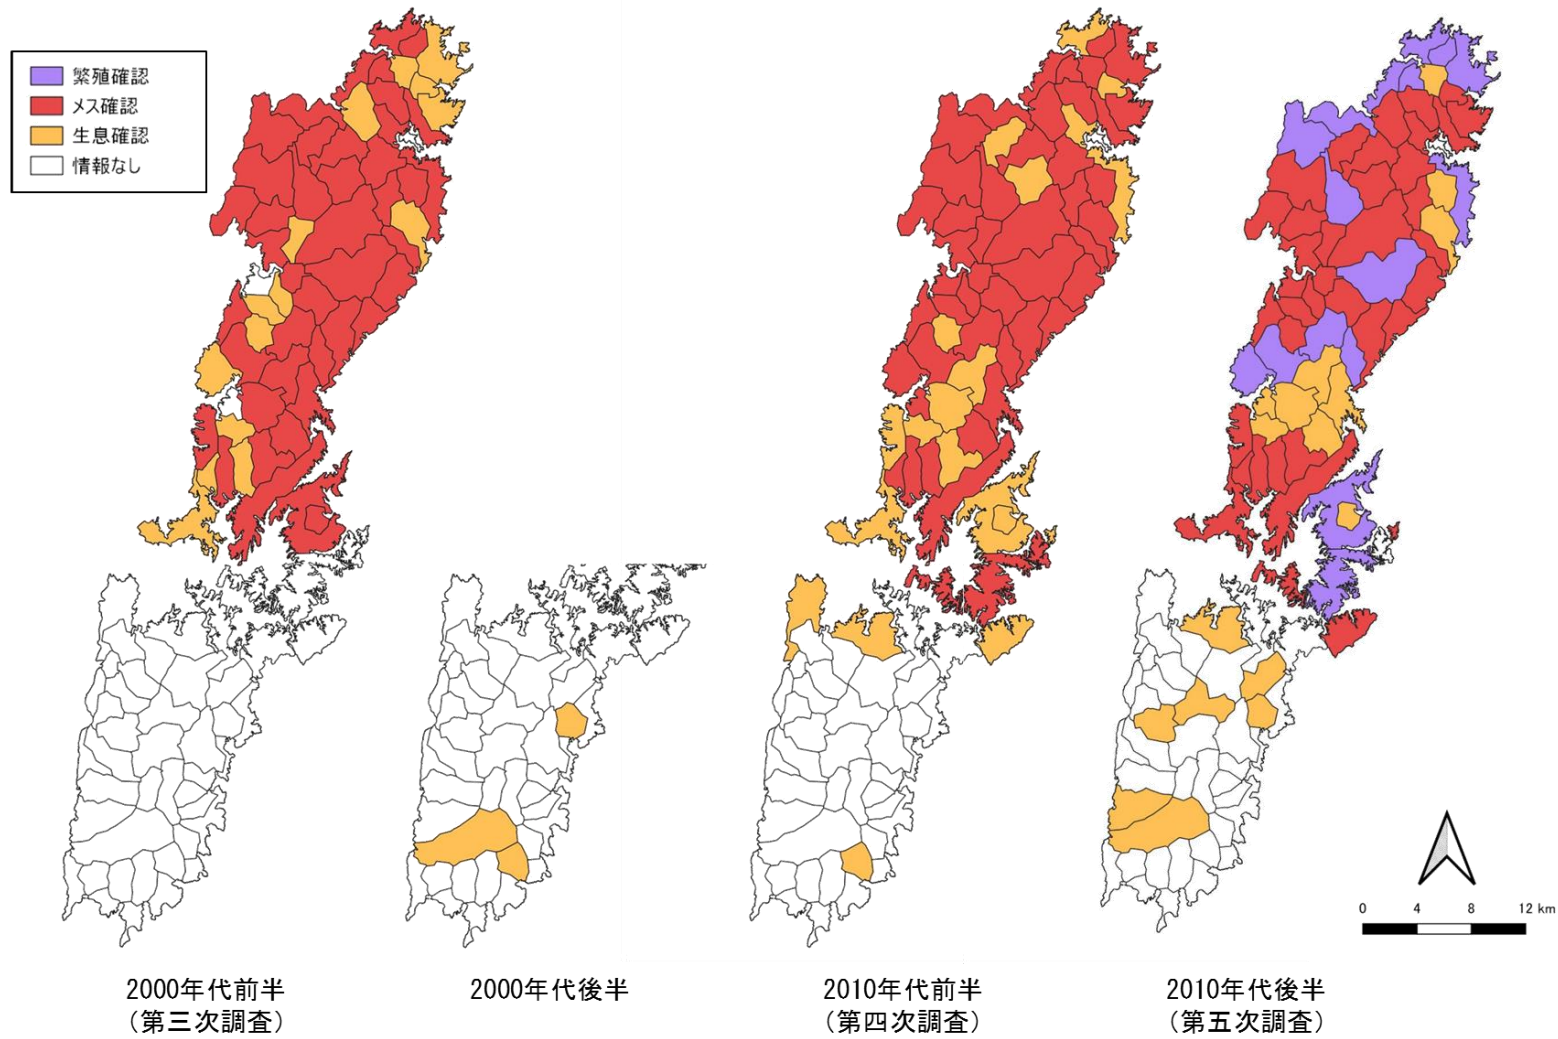 繁殖確認
メス確認
生息確認
情報なし
0 4 8 12 km
2000年代前半
（第三次調査）
2000年代後半
2010年代前半
（第四次調査）
2010年代後半
（第五次調査）